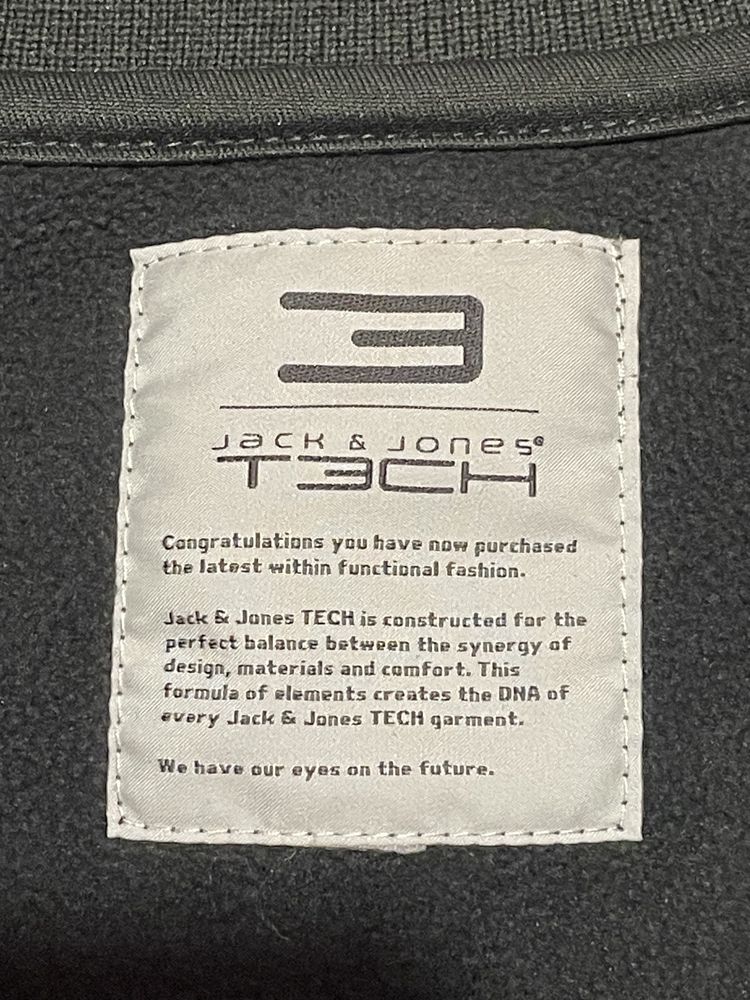 Jack & Jones®
T3CH
Congratulations you have now purchased
the latest within functional fashion.
Jack & Jones TECH is constructed for the
perfect balance between the synergy of
design, materials and comfort. This
formula of elements creates the DNA of
every Jack & Jones TECH garment.
We have our eyes on the future.